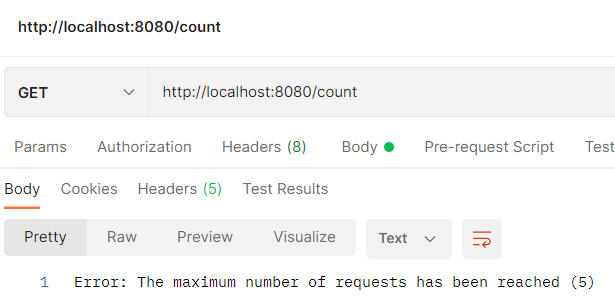 http://localhost:8080/count
GET http://localhost:8080/count
Params Authorization Headers (8) Body Pre-request Script Test
Body Cookies Headers (5) Test Results
Pretty Raw Preview Visualize Text
1 Error: The maximum number of requests has been reached (5)